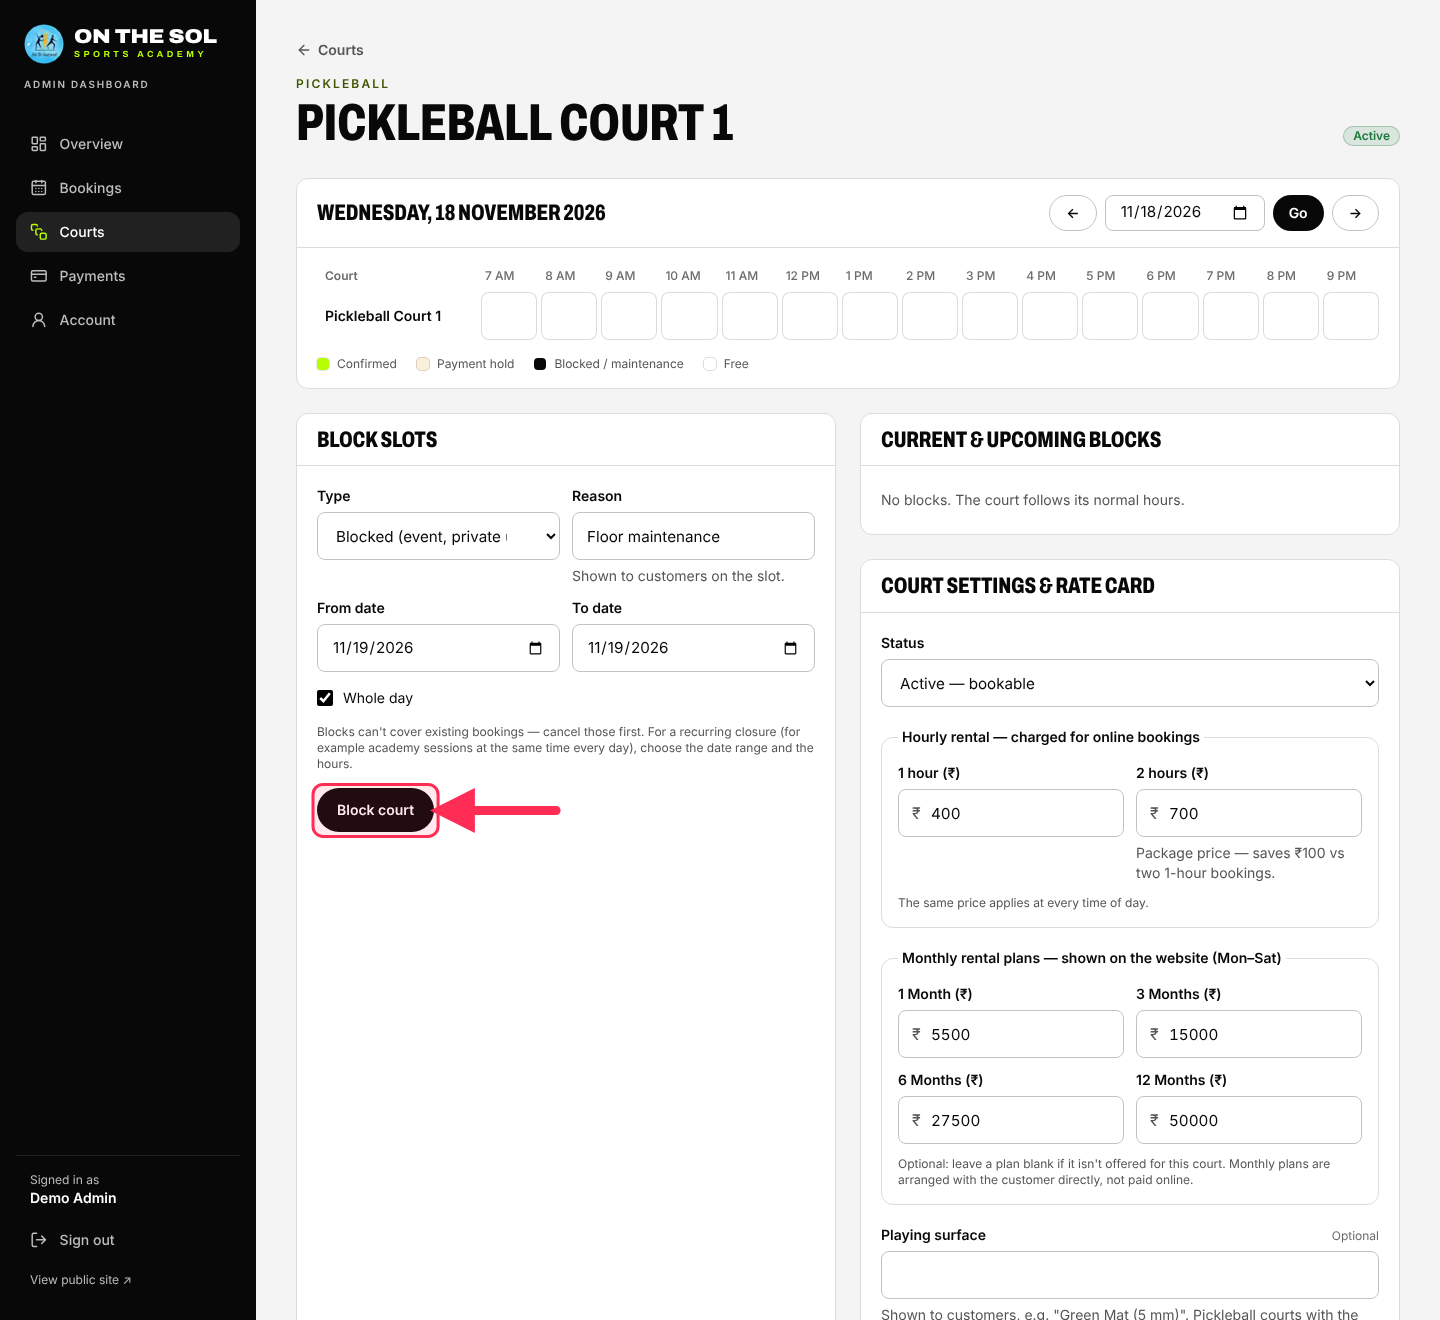 ON THE SOL
SPORTS ACADEMY
ADMIN DASHBOARD
Overview
Bookings
Courts
Payments
Account
Signed in as
Demo Admin
Sign out
View public site ↗
← Courts
PICKLEBALL
PICKLEBALL COURT 1
Active
WEDNESDAY, 18 NOVEMBER 2026
← 11/18/2026 Go →
Court 7 AM 8 AM 9 AM 10 AM 11 AM 12 PM 1 PM 2 PM 3 PM 4 PM 5 PM 6 PM 7 PM 8 PM 9 PM
Pickleball Court 1
Confirmed Payment hold Blocked / maintenance Free
BLOCK SLOTS
Type Reason
Blocked (event, private Floor maintenance
Shown to customers on the slot.
From date To date
11/19/2026 11/19/2026
Whole day
Blocks can't cover existing bookings — cancel those first. For a recurring closure (for
example academy sessions at the same time every day), choose the date range and the
hours.
Block court
CURRENT & UPCOMING BLOCKS
No blocks. The court follows its normal hours.
COURT SETTINGS & RATE CARD
Status
Active — bookable
Hourly rental — charged for online bookings
1 hour (₹) 2 hours (₹)
₹ 400 ₹ 700
Package price — saves ₹100 vs
two 1-hour bookings.
The same price applies at every time of day.
Monthly rental plans — shown on the website (Mon–Sat)
1 Month (₹) 3 Months (₹)
₹ 5500 ₹ 15000
6 Months (₹) 12 Months (₹)
₹ 27500 ₹ 50000
Optional: leave a plan blank if it isn't offered for this court. Monthly plans are
arranged with the customer directly, not paid online.
Playing surface Optional
Shown to customers, e.g. "Green Mat (5 mm)". Pickleball courts with the